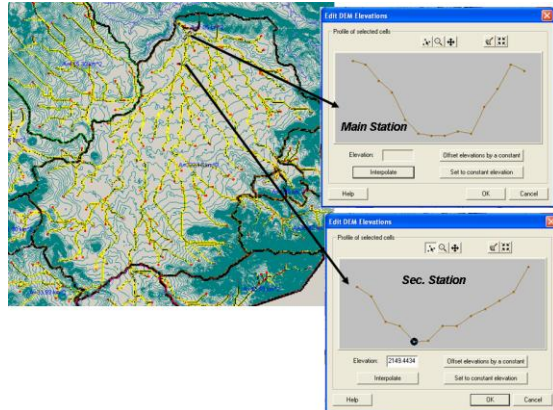 Edit DEM Elevations
Profile of selected cells
Main Station
Elevation:
Offset elevations by a constant
Interpolate
Set to constant elevation
Help
OK
Cancel
Edit DEM Elevations
Profile of selected cells
Sec. Station
Elevation:
2149.4434
Offset elevations by a constant
Interpolate
Set to constant elevation
Help
OK
Cancel